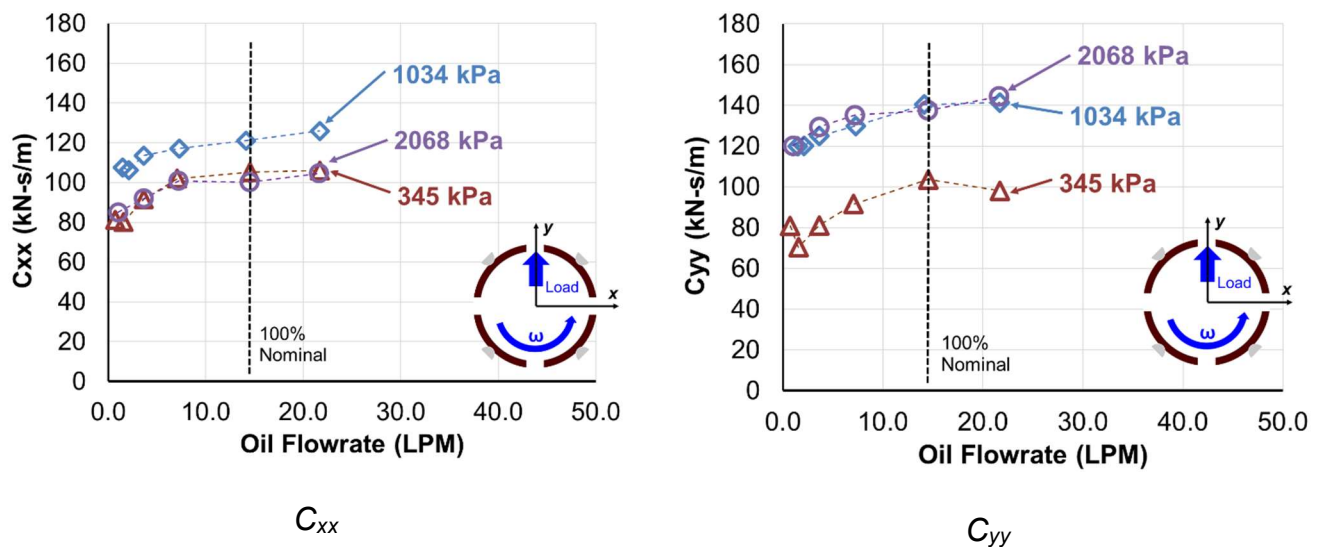 180
160
140
120
100
80
60
40
20
0
Cxx (kN-s/m)
1034 kPa
2068 kPa
345 kPa
y
x
Load
ω
100%
Nominal
0.0 10.0 20.0 30.0 40.0 50.0
Oil Flowrate (LPM)
Cxx
180
160
140
120
100
80
60
40
20
0
Cyy (kN-s/m)
2068 kPa
1034 kPa
345 kPa
y
x
Load
ω
100%
Nominal
0.0 10.0 20.0 30.0 40.0 50.0
Oil Flowrate (LPM)
Cyy